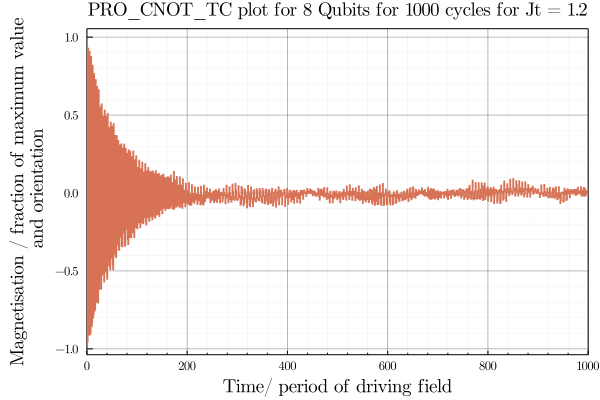 PRO_CNOT_TC plot for 8 Qubits for 1000 cycles for Jt = 1.2
Magnetisation / fraction of maximum value
and orientation
1.0
0.5
0.0
−0.5
−1.0
0 200 400 600 800 1000
Time/ period of driving field